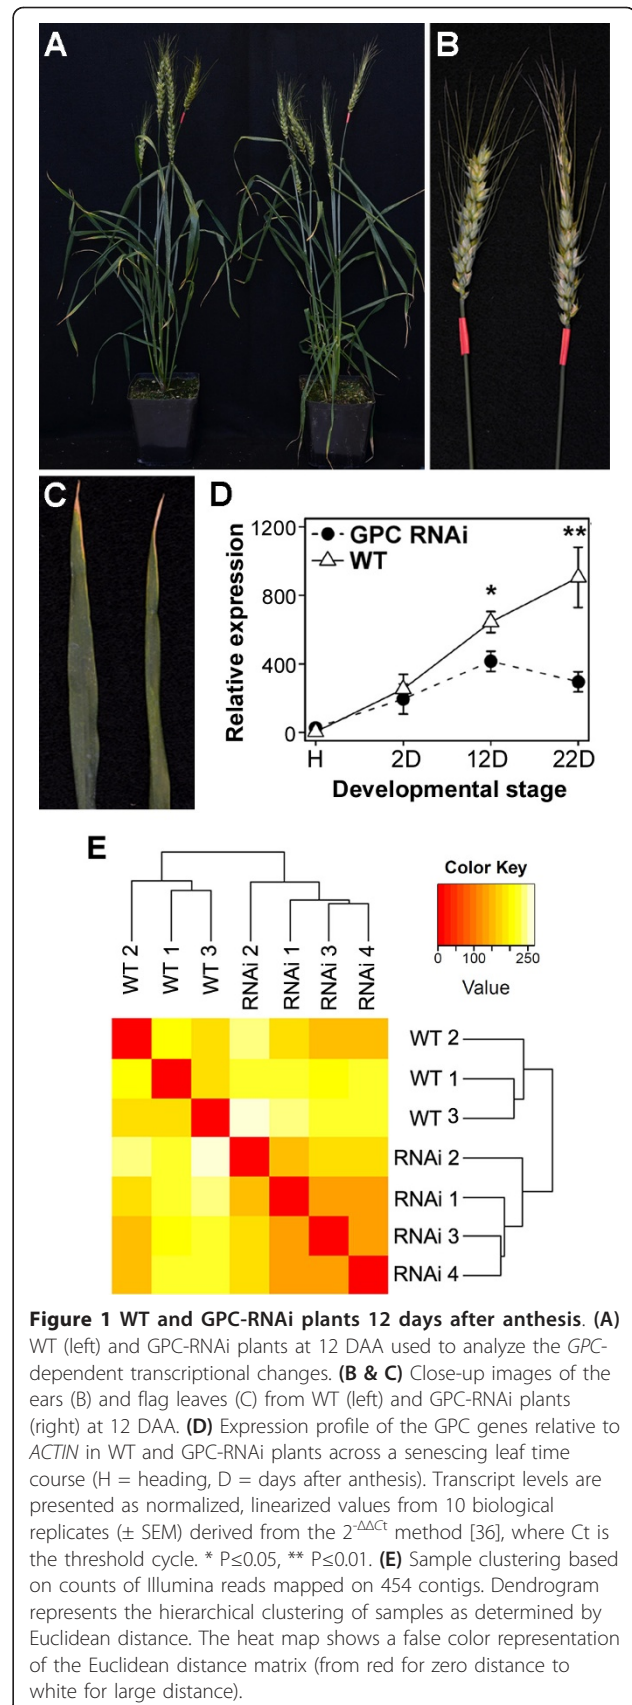 A
B
C
D
1200
800
400
0
Relative expression
GPC RNAi
WT
*
**
H
2D
12D
22D
Developmental stage
E
WT 2
WT 1
WT 3
RNAi 2
RNAi 1
RNAi 3
RNAi 4
Color Key
0
100
250
Value
WT 2
WT 1
WT 3
RNAi 2
RNAi 1
RNAi 3
RNAi 4
Figure 1 WT and GPC-RNAi plants 12 days after anthesis. (A)
WT (left) and GPC-RNAi plants at 12 DAA used to analyze the GPC-
dependent transcriptional changes. (B & C) Close-up images of the
ears (B) and flag leaves (C) from WT (left) and GPC-RNAi plants
(right) at 12 DAA. (D) Expression profile of the GPC genes relative to
ACTIN in WT and GPC-RNAi plants across a senescing leaf time
course (H = heading, D = days after anthesis). Transcript levels are
presented as normalized, linearized values from 10 biological
replicates (± SEM) derived from the 2-ΔΔCt method [36], where Ct is
the threshold cycle. * P≤0.05, ** P≤0.01. (E) Sample clustering based
on counts of Illumina reads mapped on 454 contigs. Dendrogram
represents the hierarchical clustering of samples as determined by
Euclidean distance. The heat map shows a false color representation
of the Euclidean distance matrix (from red for zero distance to
white for large distance).